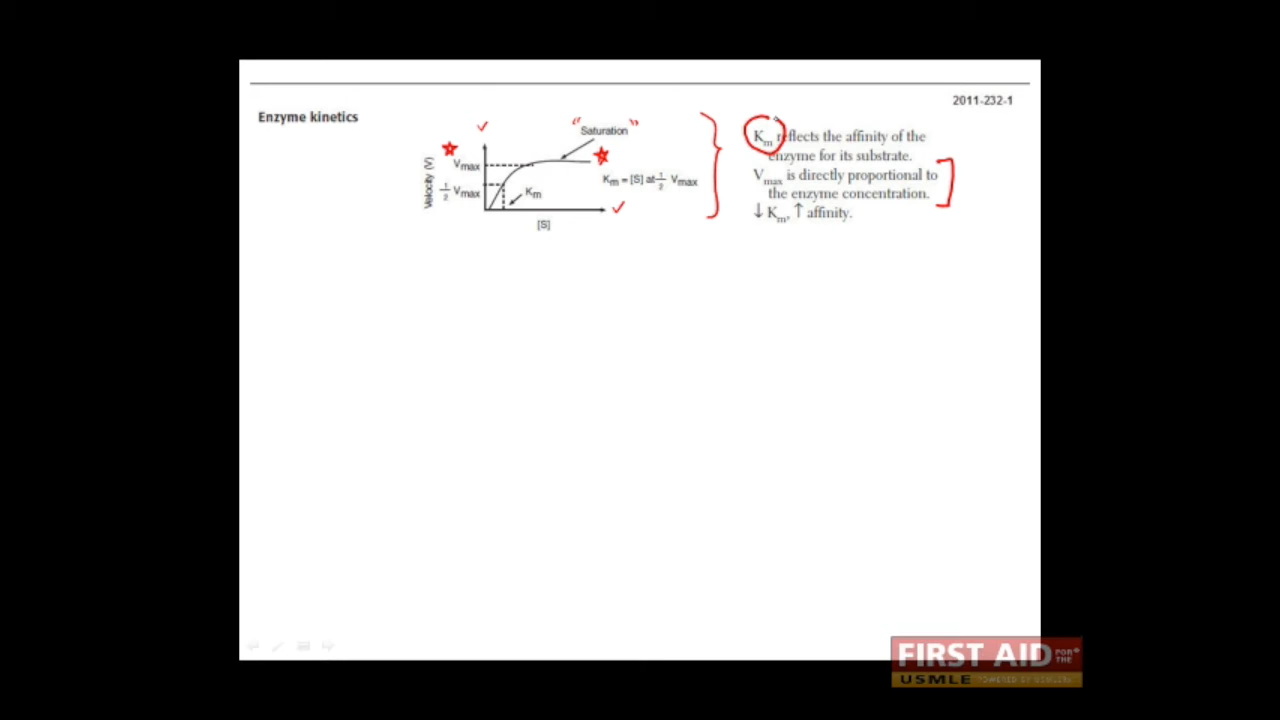 2011-232-1
Enzyme kinetics
"Saturation"
Velocity (V)
Vmax
1/2 Vmax
Km
Km = [S] at 1/2 Vmax
[S]
Km reflects the affinity of the
enzyme for its substrate.
Vmax is directly proportional to
the enzyme concentration.
↓ Km, ↑ affinity.
FIRST AID FOR THE
USMLE